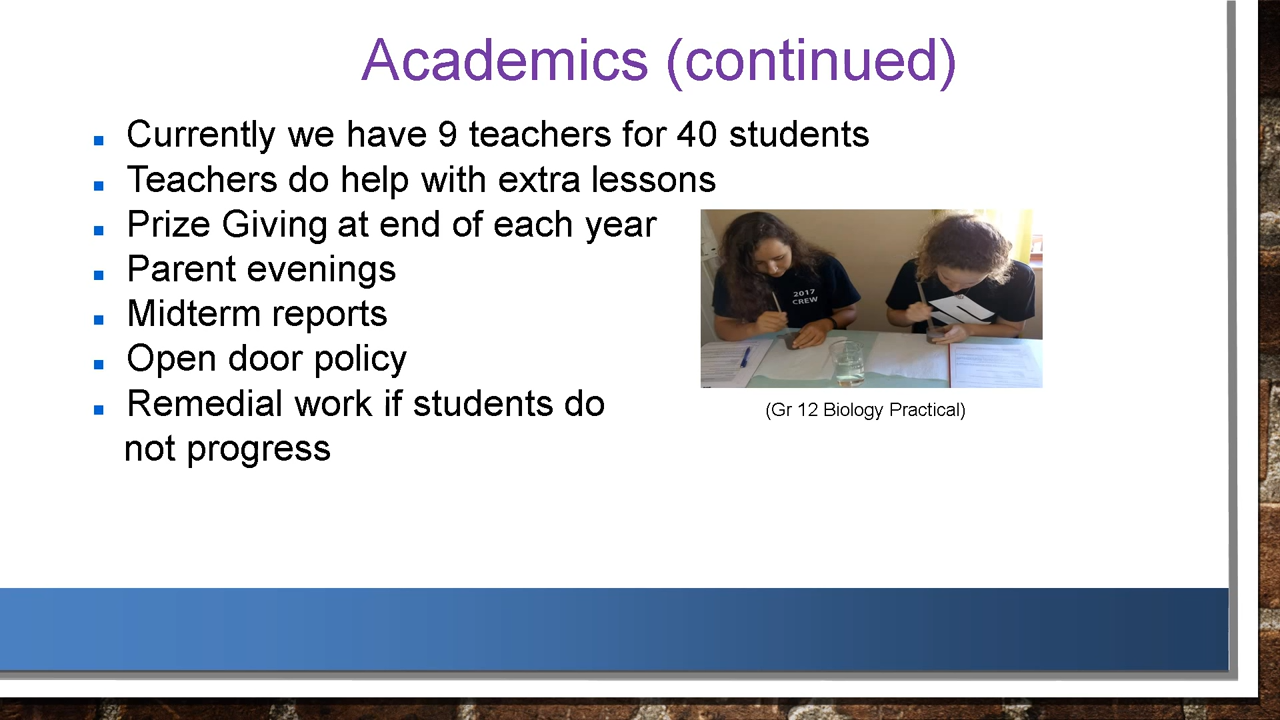 Academics (continued)
Currently we have 9 teachers for 40 students
Teachers do help with extra lessons
Prize Giving at end of each year
Parent evenings
Midterm reports
Open door policy
Remedial work if students do
not progress
2017
CREW
(Gr 12 Biology Practical)